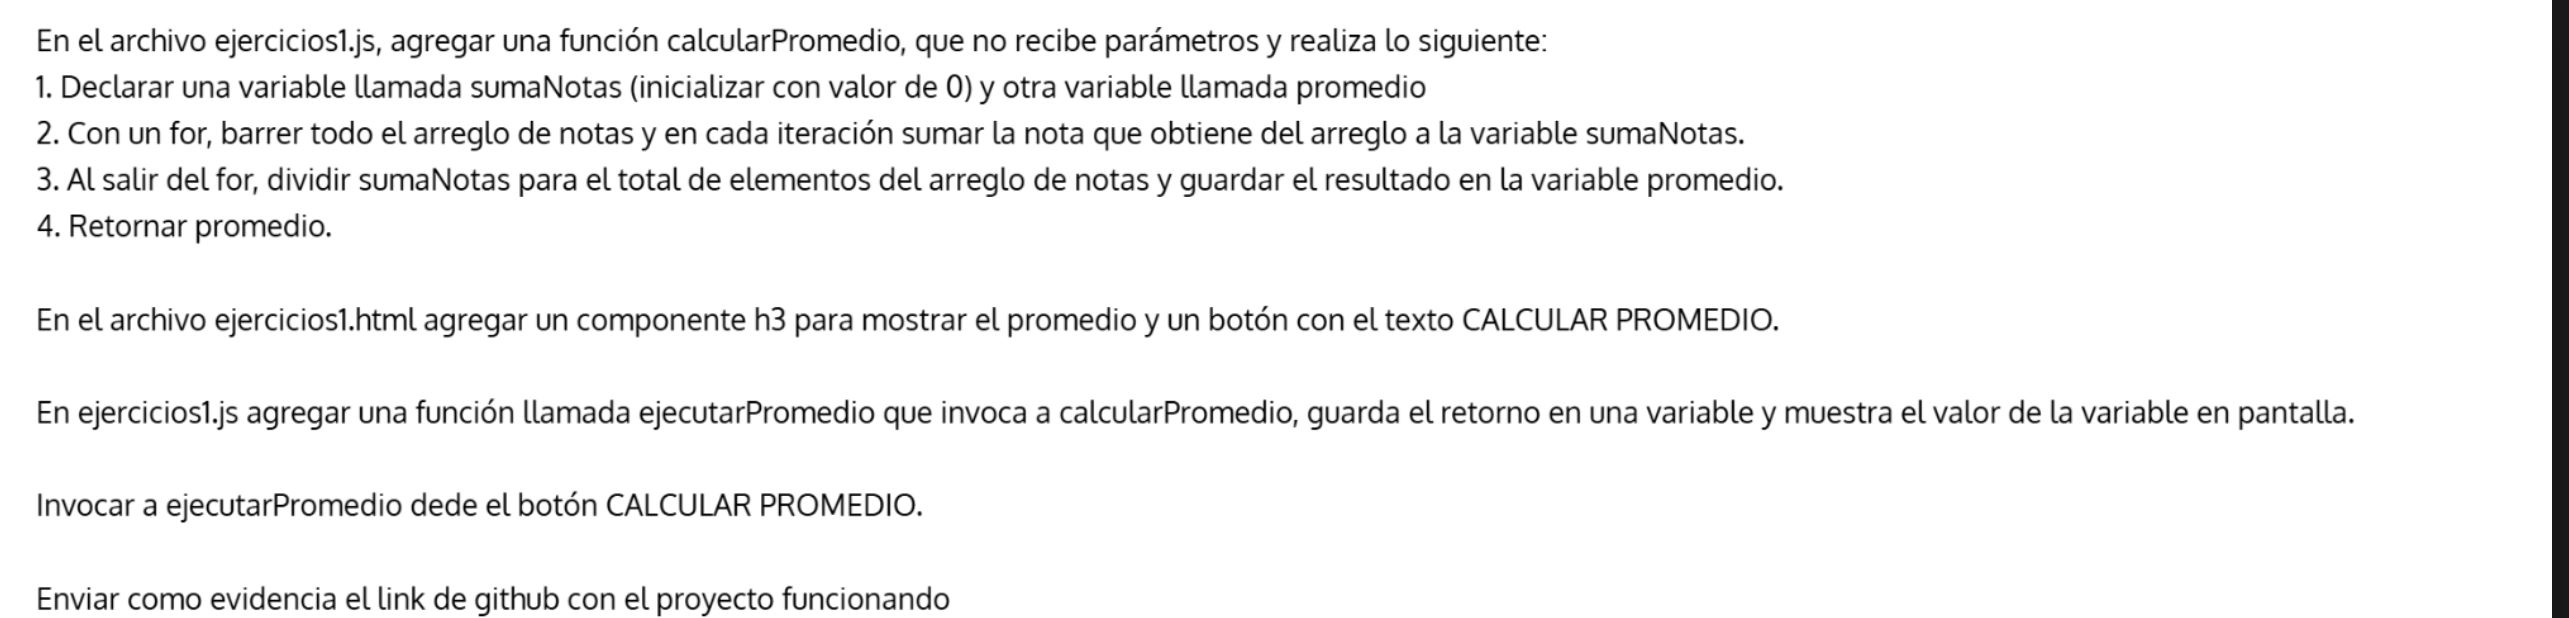 En el archivo ejercicios1.js, agregar una función calcularPromedio, que no recibe parámetros y realiza lo siguiente:
1. Declarar una variable llamada sumaNotas (inicializar con valor de 0) y otra variable llamada promedio
2. Con un for, barrer todo el arreglo de notas y en cada iteración sumar la nota que obtiene del arreglo a la variable sumaNotas.
3. Al salir del for, dividir sumaNotas para el total de elementos del arreglo de notas y guardar el resultado en la variable promedio.
4. Retornar promedio.
En el archivo ejercicios1.html agregar un componente h3 para mostrar el promedio y un botón con el texto CALCULAR PROMEDIO.
En ejercicios1.js agregar una función llamada ejecutarPromedio que invoca a calcularPromedio, guarda el retorno en una variable y muestra el valor de la variable en pantalla.
Invocar a ejecutarPromedio dede el botón CALCULAR PROMEDIO.
Enviar como evidencia el link de github con el proyecto funcionando